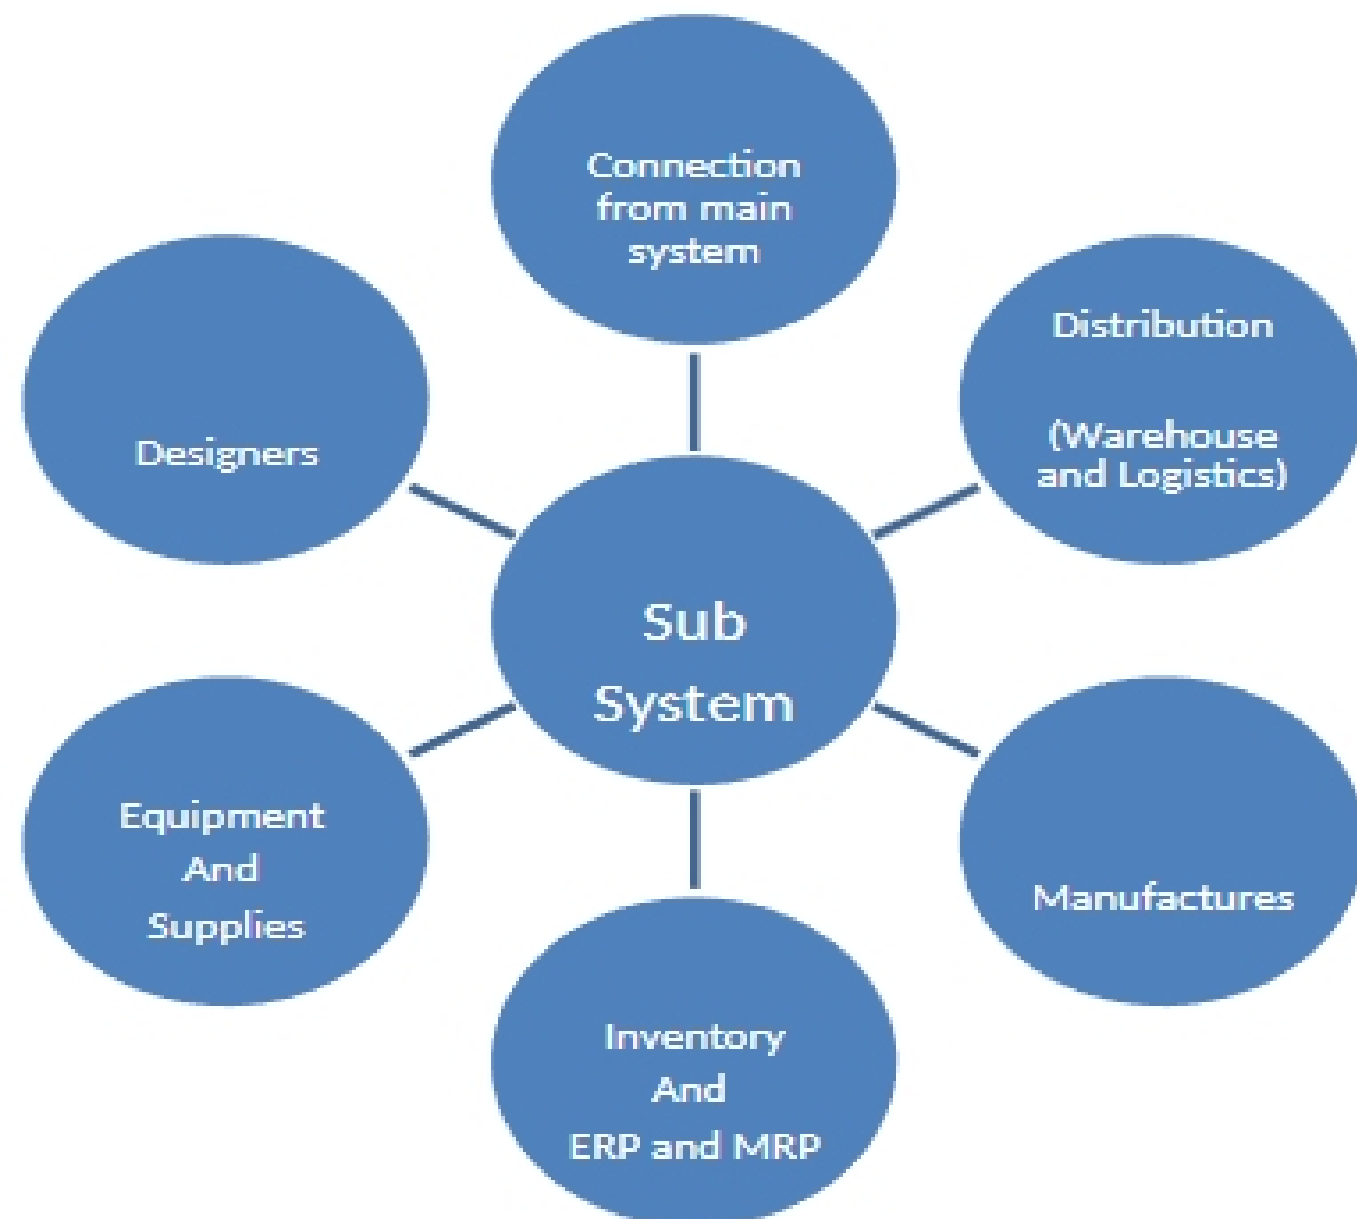 Connection
from main
system
Distribution
(Warehouse
and Logistics)
Manufactures
Inventory
And
ERP and MRP
Equipment
And
Supplies
Designers
Sub
System